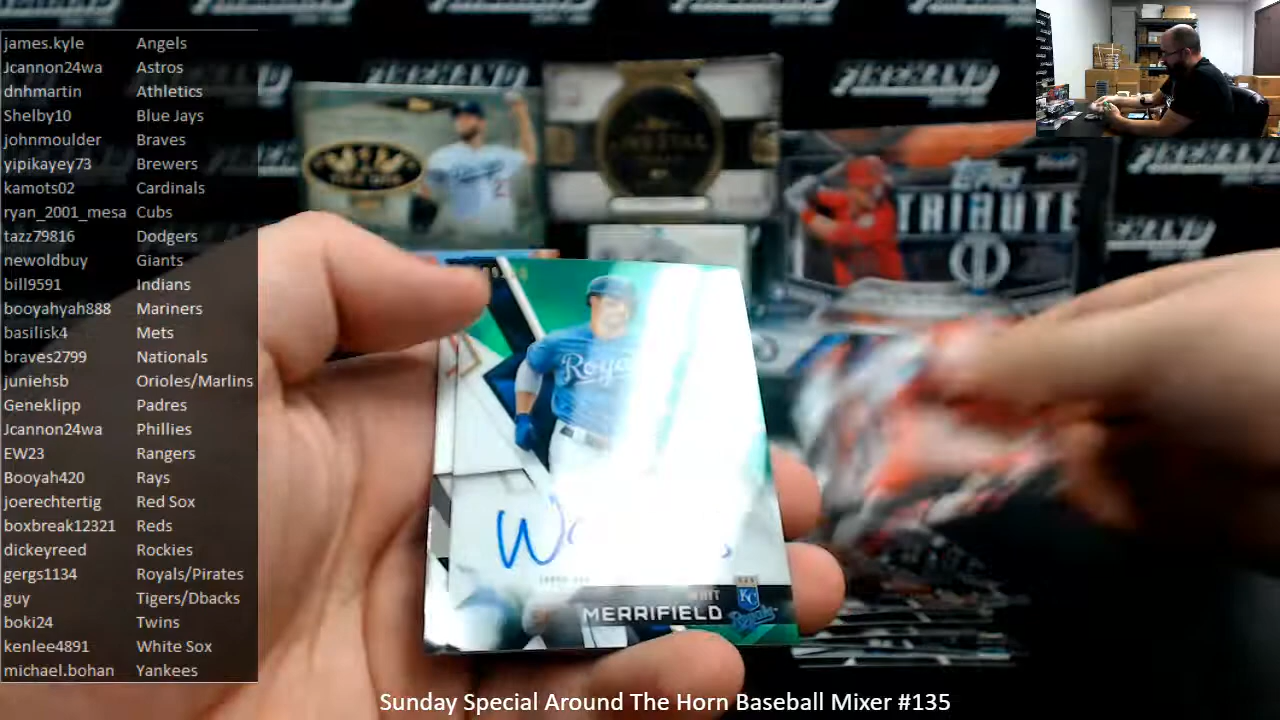 james.kyle Angels
Jcannon24wa Astros
dnhmartin Athletics
Shelby10 Blue Jays
johnmoulder Braves
yipikayey73 Brewers
kamots02 Cardinals
ryan_2001_mesa Cubs
tazz79816 Dodgers
newoldbuy Giants
bill9591 Indians
booyahyah888 Mariners
basilisk4 Mets
braves2799 Nationals
juniehsb Orioles/Marlins
Geneklipp Padres
Jcannon24wa Phillies
EW23 Rangers
Booyah420 Rays
joerechtertig Red Sox
boxbreak12321 Reds
dickeyreed Rockies
gergs1134 Royals/Pirates
guy Tigers/Dbacks
boki24 Twins
kenlee4891 White Sox
michael.bohan Yankees
TOPPS
TRIBUTE
WHIT
MERRIFIELD
KC
Royals
Sunday Special Around The Horn Baseball Mixer #135